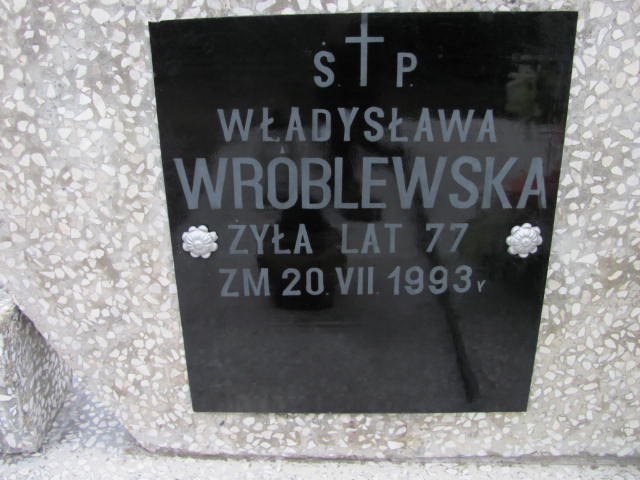 S. P.
WŁADYSŁAWA
WRÓBLEWSKA
ŻYŁA LAT 77
ZM 20.VII.1993r